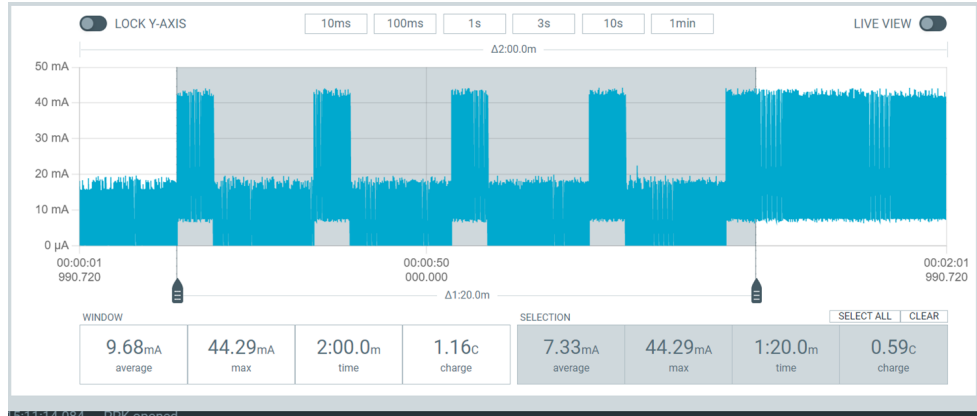 LOCK Y-AXIS 10ms 100ms 1s 3s 10s 1min LIVE VIEW
Δ2:00.0m
50 mA
40 mA
30 mA
20 mA
10 mA
0 µA
00:00:01 00:00:50 00:02:01
990.720 000.000 990.720
Δ1:20.0m
WINDOW SELECTION SELECT ALL CLEAR
9.68mA 44.29mA 2:00.0m 1.16C 7.33mA 44.29mA 1:20.0m 0.59C
average max time charge average max time charge